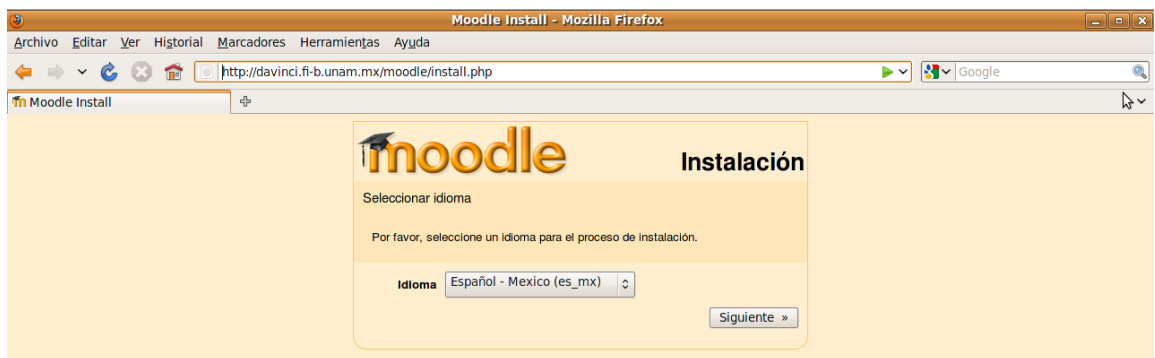 Moodle Install - Mozilla Firefox
Archivo Editar Ver Historial Marcadores Herramientas Ayuda
http://davinci.fi-b.unam.mx/moodle/install.php Google
Moodle Install
moodle Instalación
Seleccionar idioma
Por favor, seleccione un idioma para el proceso de instalación.
Idioma Español - Mexico (es_mx)
Siguiente »